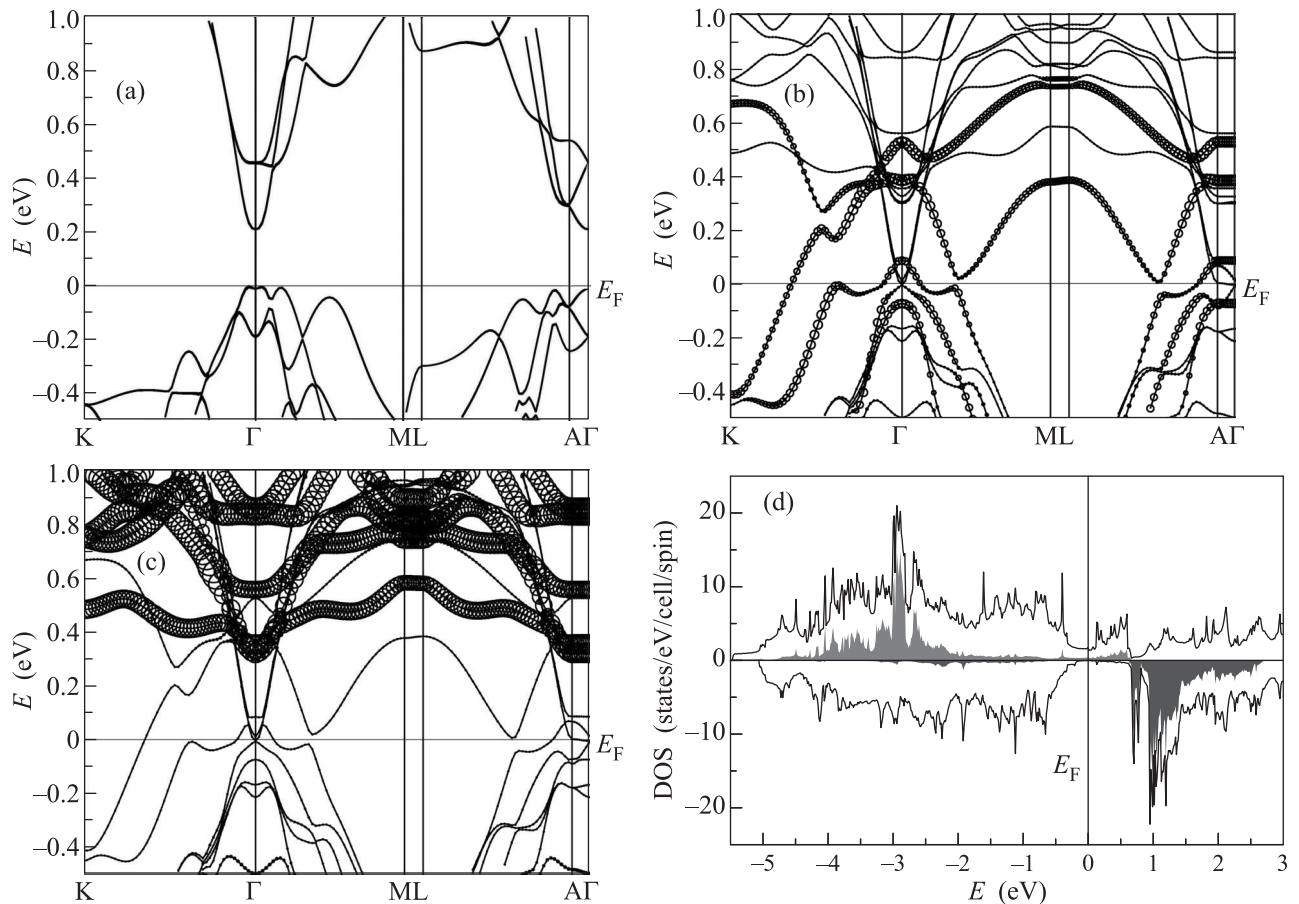 1.0
0.8
0.6
0.4
0.2
0
–0.2
–0.4
E (eV)
(a)
E_F
K Γ ML AΓ
1.0
0.8
0.6
0.4
0.2
0
–0.2
–0.4
E (eV)
(b)
E_F
K Γ ML AΓ
1.0
0.8
0.6
0.4
0.2
0
–0.2
–0.4
E (eV)
(c)
E_F
K Γ ML AΓ
20
10
0
–10
–20
DOS (states/eV/cell/spin)
(d)
E_F
–5 –4 –3 –2 –1 0 1 2 3
E (eV)